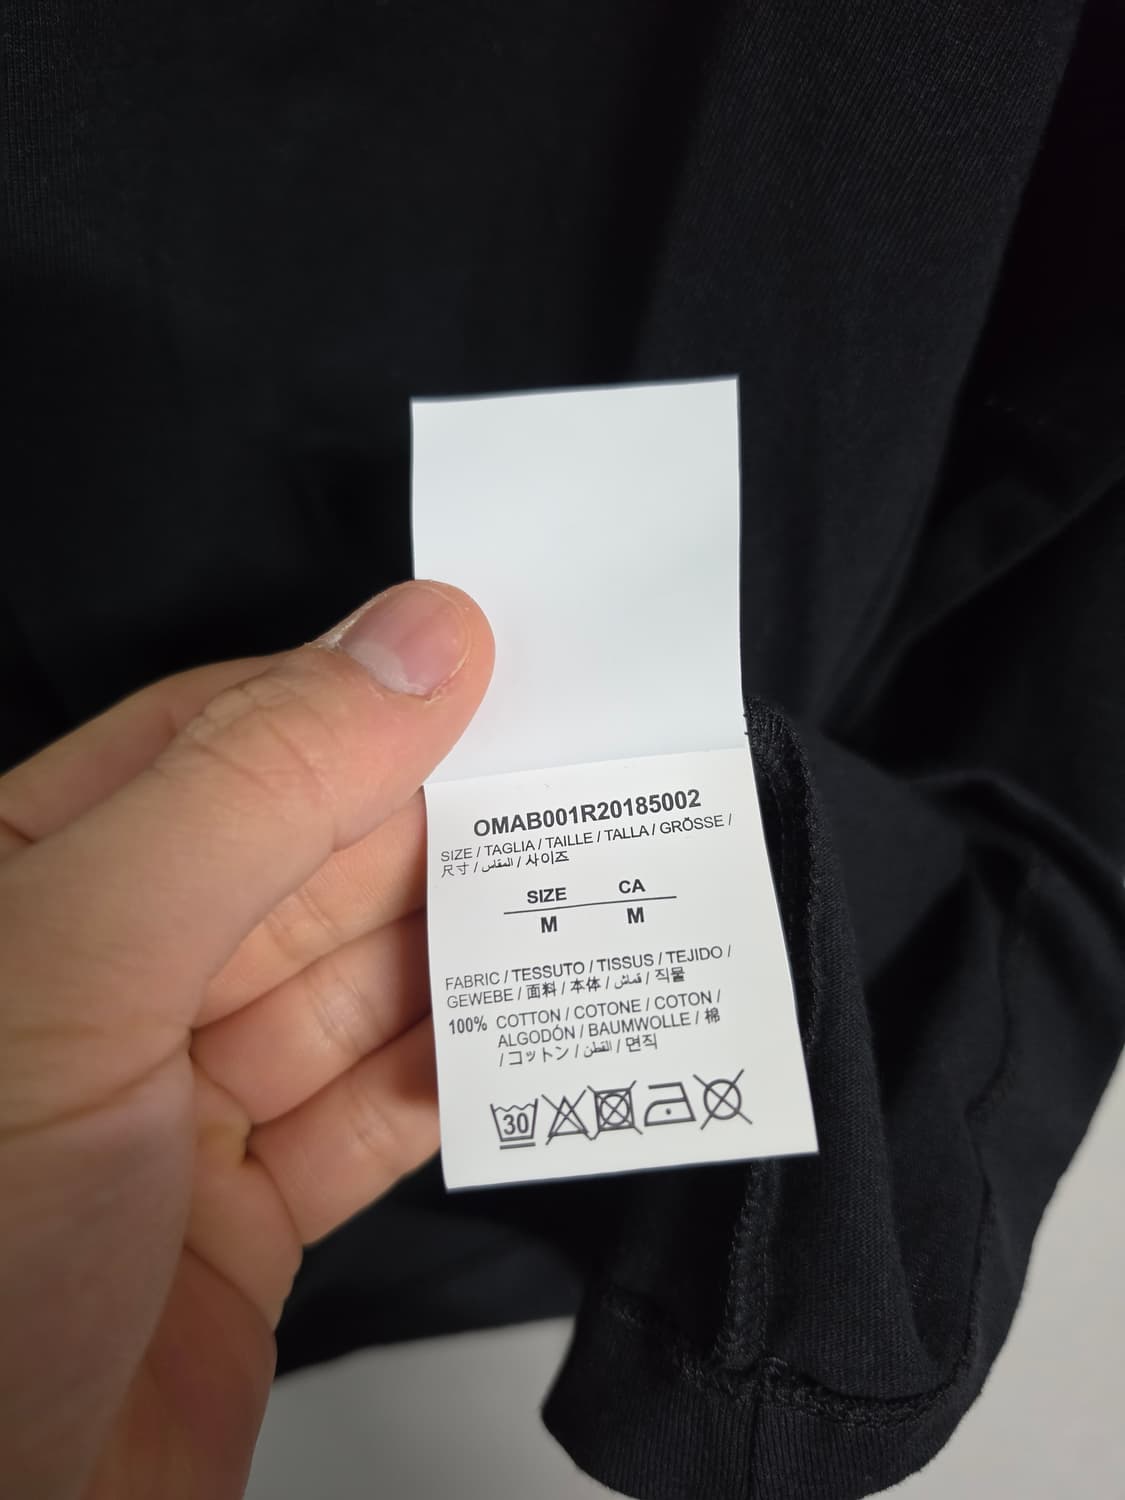 OMAB001R20185002
SIZE / TAGLIA / TAILLE / TALLA / GRÖSSE /
尺寸 / المقاس / 사이즈
SIZE CA
M M
FABRIC / TESSUTO / TISSUS / TEJIDO /
GEWEBE / 面料 / 本体 / قماش / 직물
100% COTTON / COTONE / COTON /
ALGODÓN / BAUMWOLLE / 棉
/ コットン / القطن / 면직
30